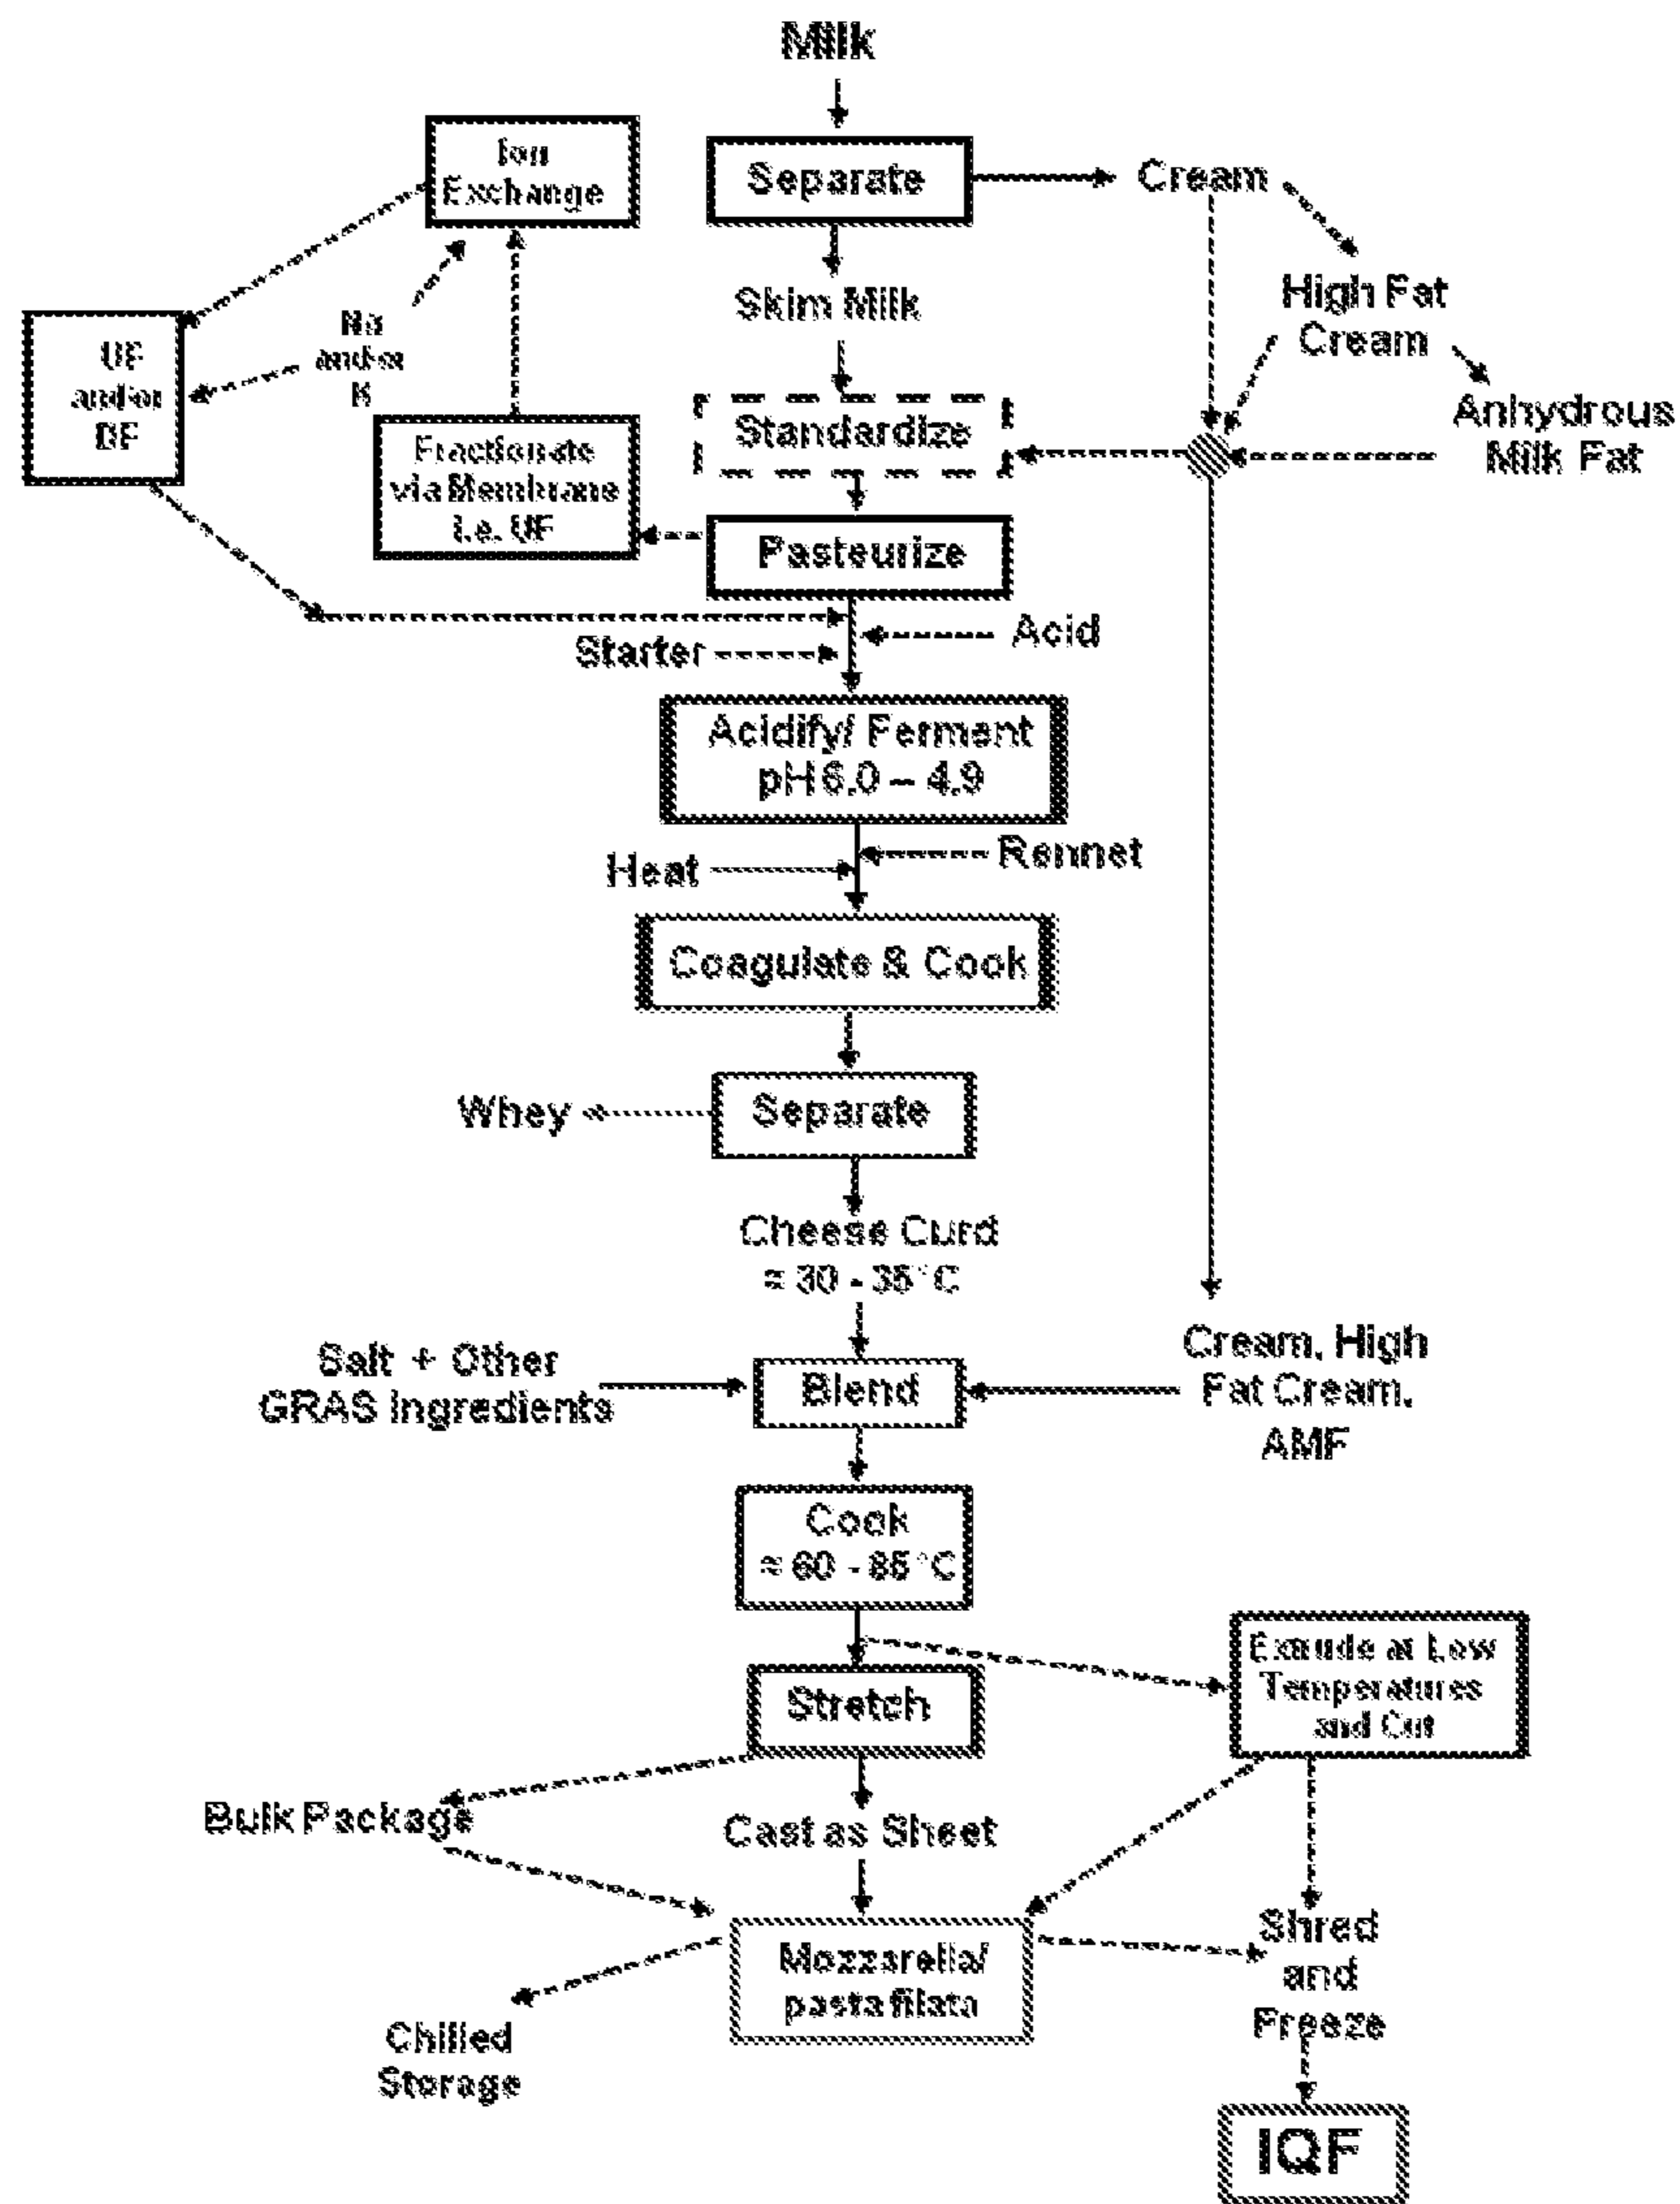 Milk
Ion
Exchange
Separate
Cream
Skim Milk
High Fat
Cream
Na
and/or
K
UF
and/or
DF
Standardize
Anhydrous
Milk Fat
Fractionate
via Membrane
i.e. UF
Pasteurize
Acid
Starter
Acidify/ Ferment
pH 6.0 – 4.9
Rennet
Heat
Coagulate & Cook
Whey
Separate
Cheese Curd
≈ 30 - 35°C
Salt + Other
GRAS Ingredients
Blend
Cream, High
Fat Cream,
AMF
Cook
≈ 60 - 85°C
Extrude at Low
Temperatures
and Cut
Stretch
Bulk Package
Cast as Sheet
Mozzarella/
pasta filata
Shred
and
Freeze
Chilled
Storage
IQF